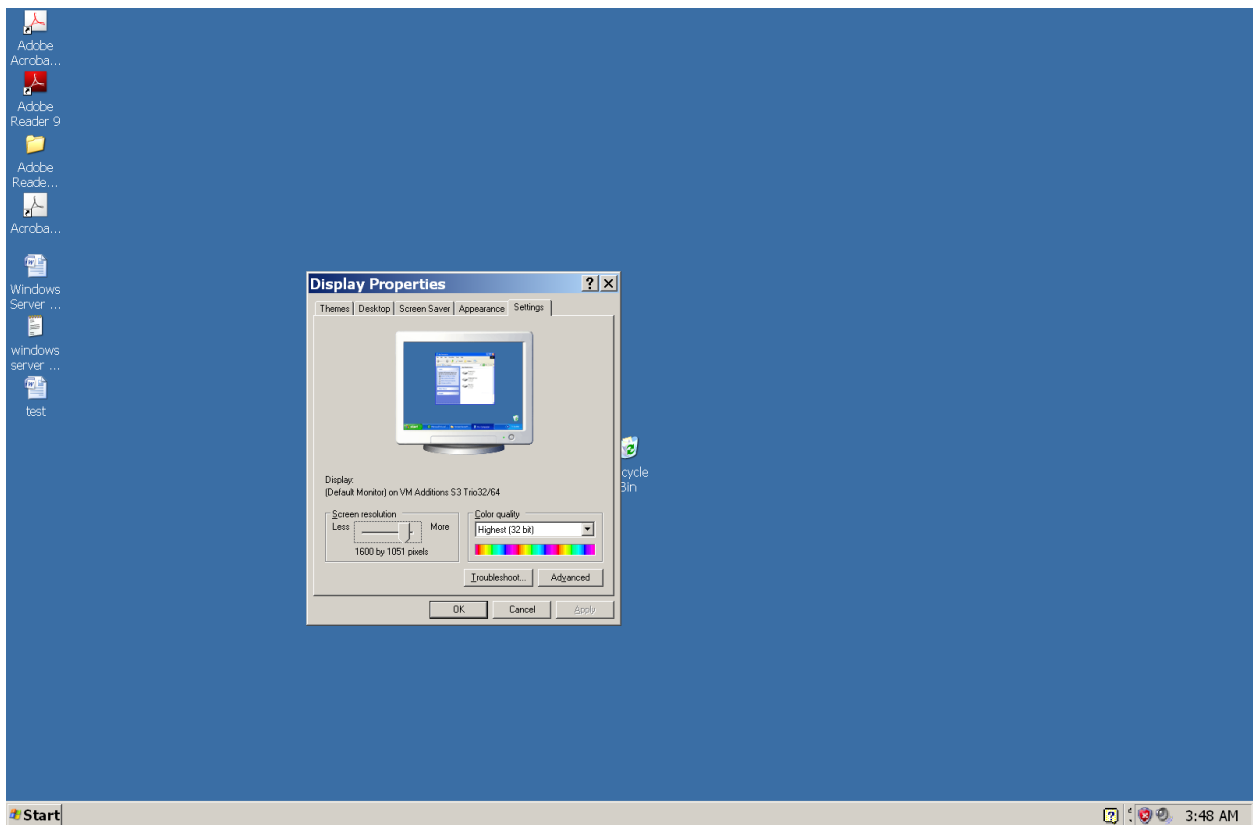 Adobe
Acroba...
Adobe
Reader 9
Adobe
Reade...
Acroba...
Windows
Server ...
windows
server ...
test
Display Properties
Themes Desktop Screen Saver Appearance Settings
Display:
(Default Monitor) on VM Additions S3 Trio32/64
Screen resolution
Less More
1600 by 1051 pixels
Color quality
Highest (32 bit)
Troubleshoot... Advanced
OK Cancel Apply
cycle
Bin
Start
3:48 AM